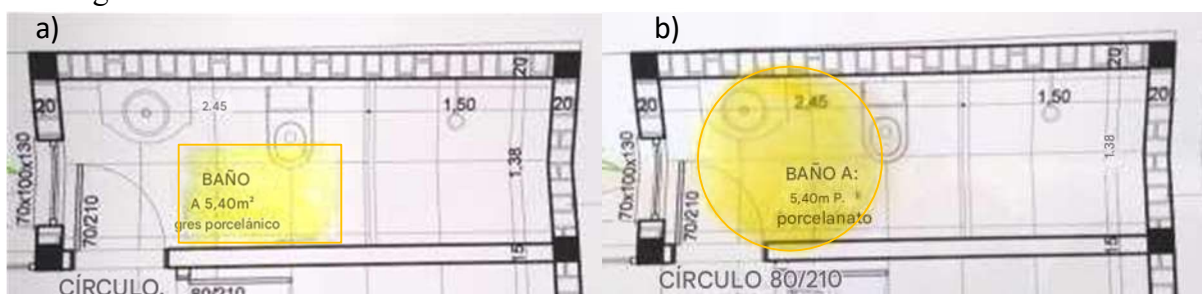 a)
20
2.45
1,50
20
20
70x100x130
BAÑO
A 5,40m²
gres porcelánico
1,38
70/210
15
CÍRCULO.
80/210
b)
20
2.45
1,50
20
20
70x100x130
BAÑO A:
5,40m P.
porcelanato
1,38
70/210
15
CÍRCULO 80/210